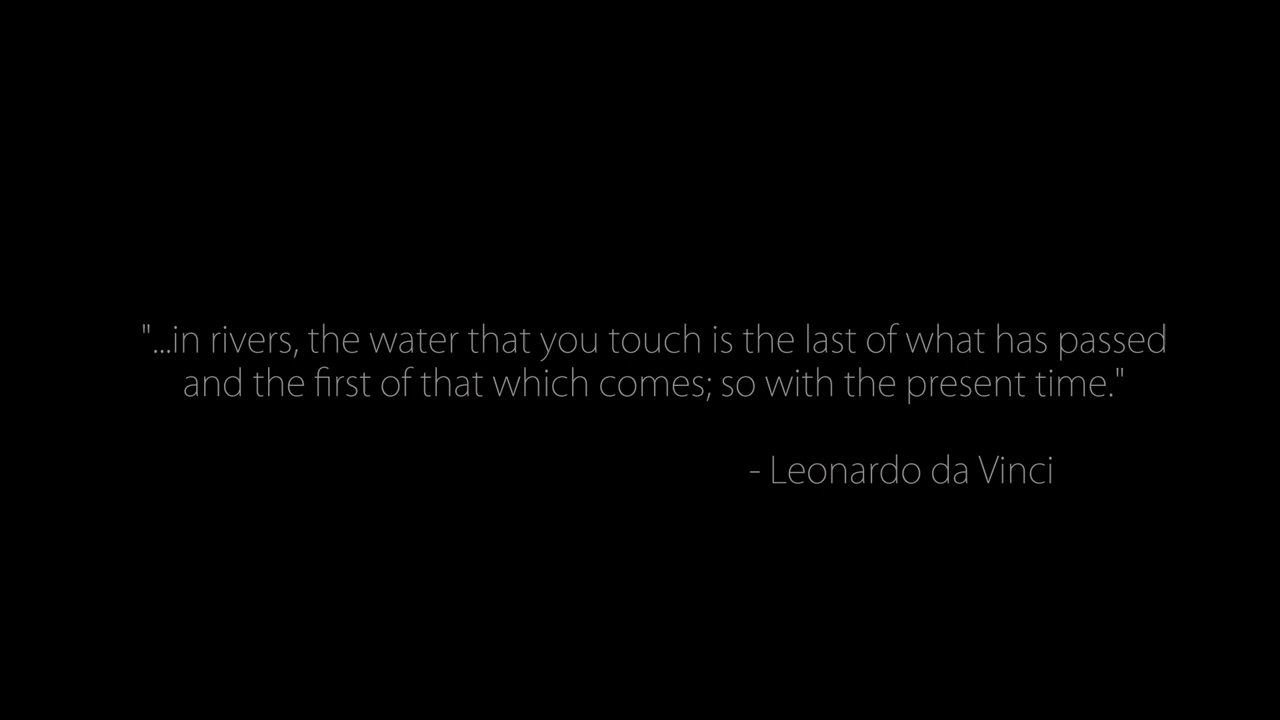 "...in rivers, the water that you touch is the last of what has passed
and the first of that which comes; so with the present time."
- Leonardo da Vinci